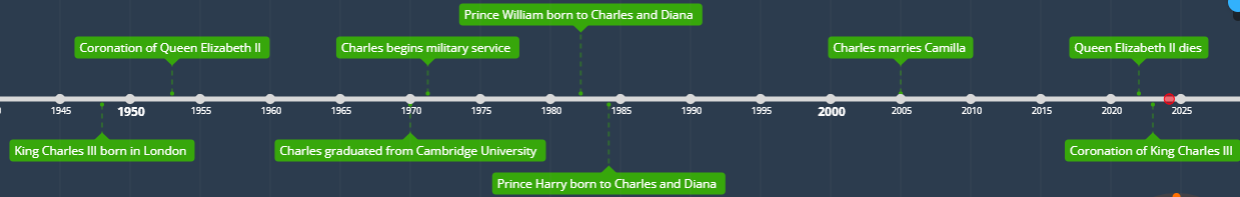 Prince William born to Charles and Diana
Coronation of Queen Elizabeth II
Charles begins military service
Charles marries Camilla
Queen Elizabeth II dies
1945 1950 1955 1960 1965 1970 1975 1980 1985 1990 1995 2000 2005 2010 2015 2020 2025
King Charles III born in London
Charles graduated from Cambridge University
Coronation of King Charles III
Prince Harry born to Charles and Diana